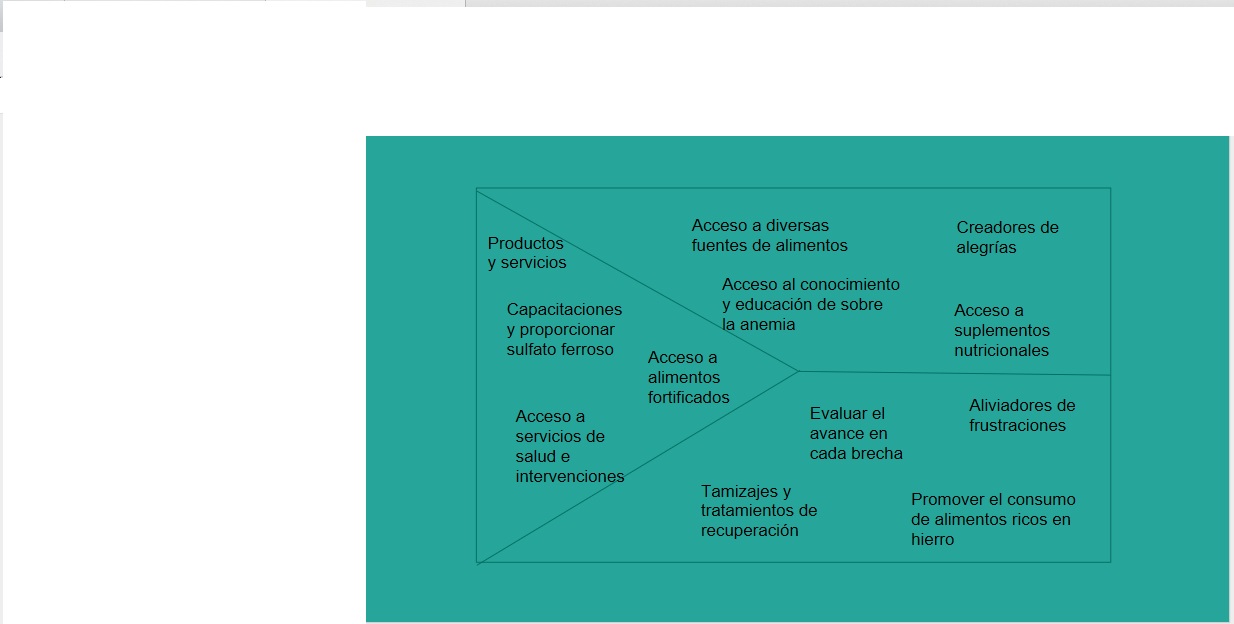 Productos
y servicios
Capacitaciones
y proporcionar
sulfato ferroso
Acceso a
alimentos
fortificados
Acceso a
servicios de
salud e
intervenciones
Acceso a diversas
fuentes de alimentos
Acceso al conocimiento
y educación de sobre
la anemia
Creadores de
alegrías
Acceso a
suplementos
nutricionales
Aliviadores de
frustraciones
Evaluar el
avance en
cada brecha
Tamizajes y
tratamientos de
recuperación
Promover el consumo
de alimentos ricos en
hierro